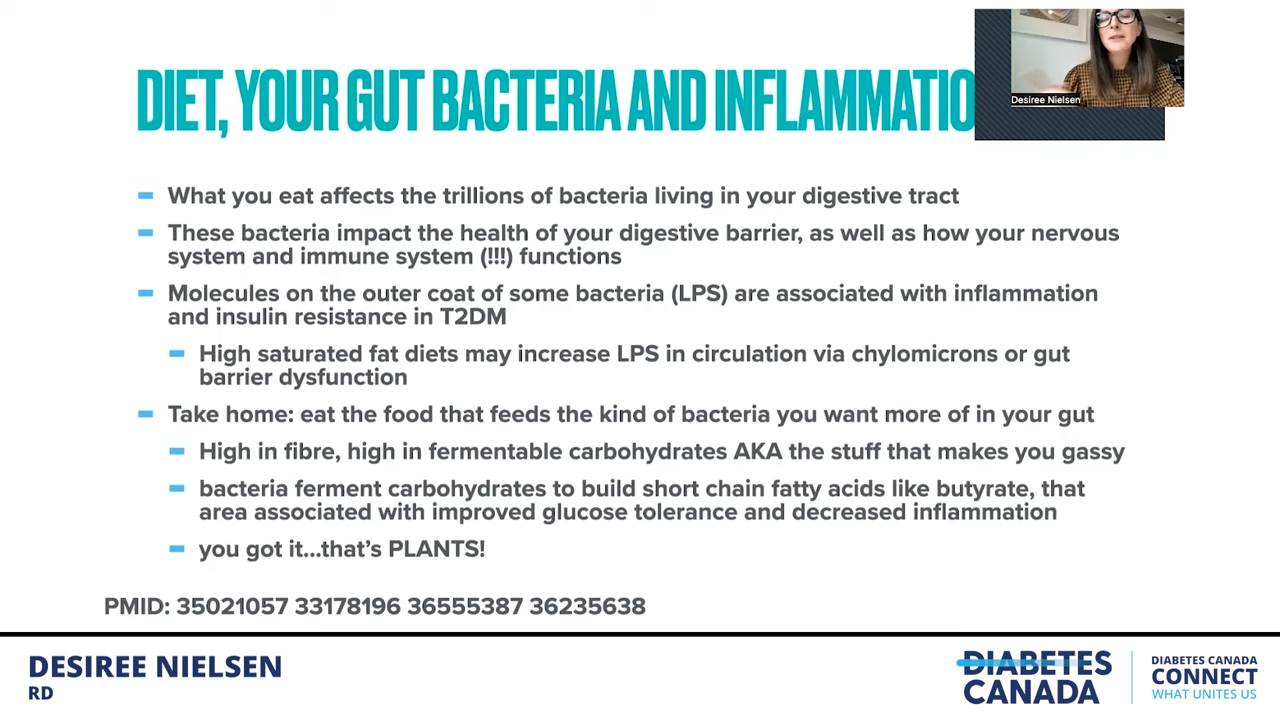 DIET, YOUR GUT BACTERIA AND INFLAMMATIO
Desiree Nielsen
What you eat affects the trillions of bacteria living in your digestive tract
These bacteria impact the health of your digestive barrier, as well as how your nervous
system and immune system (!!!) functions
Molecules on the outer coat of some bacteria (LPS) are associated with inflammation
and insulin resistance in T2DM
High saturated fat diets may increase LPS in circulation via chylomicrons or gut
barrier dysfunction
Take home: eat the food that feeds the kind of bacteria you want more of in your gut
High in fibre, high in fermentable carbohydrates AKA the stuff that makes you gassy
bacteria ferment carbohydrates to build short chain fatty acids like butyrate, that
area associated with improved glucose tolerance and decreased inflammation
you got it...that's PLANTS!
PMID: 35021057 33178196 36555387 36235638
DESIREE NIELSEN
RD
DIABETES
CANADA
DIABETES CANADA
CONNECT
WHAT UNITES US